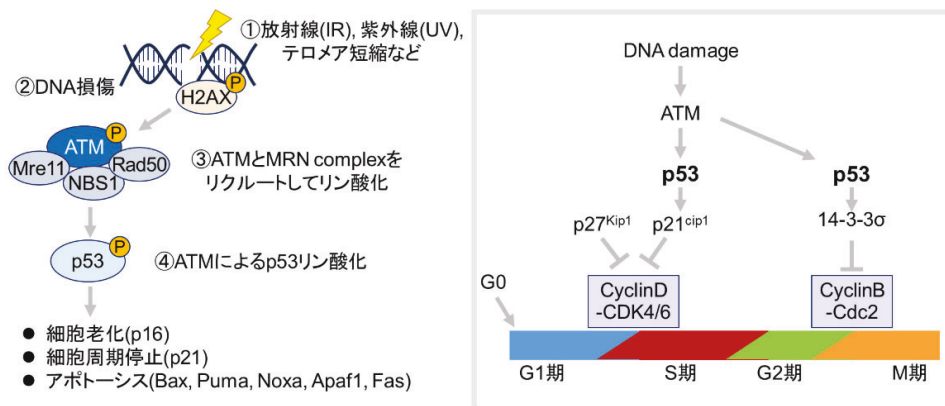 ①放射線(IR), 紫外線(UV),
テロメア短縮など
②DNA損傷
P
H2AX
P
ATM
Mre11
Rad50
NBS1
③ATMとMRN complexを
リクルートしてリン酸化
P
p53
④ATMによるp53リン酸化
● 細胞老化(p16)
● 細胞周期停止(p21)
● アポトーシス(Bax, Puma, Noxa, Apaf1, Fas)
DNA damage
ATM
p53
p53
p27Kip1
p21cip1
14-3-3σ
G0
CyclinD
-CDK4/6
CyclinB
-Cdc2
G1期
S期
G2期
M期